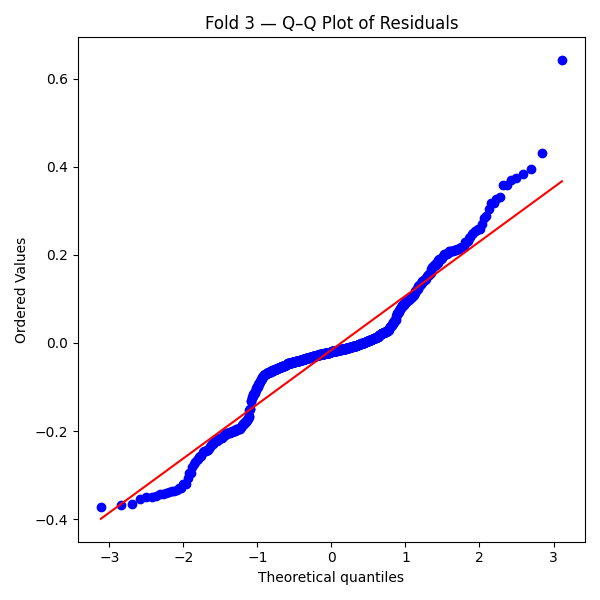 Fold 3 — Q–Q Plot of Residuals
0.6
0.4
0.2
0.0
−0.2
−0.4
Ordered Values
−3 −2 −1 0 1 2 3
Theoretical quantiles